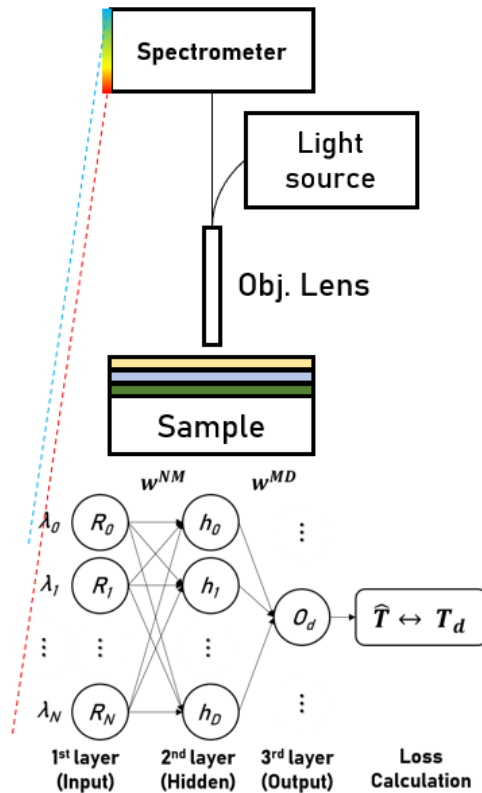 Spectrometer
Light
source
Obj. Lens
Sample
w^{NM} w^{MD}
λ_0 R_0 h_0 ⋮
λ_1 R_1 h_1
O_d T̂ ↔ T_d
⋮ ⋮ ⋮ ⋮
λ_N R_N h_D ⋮
1st layer 2nd layer 3rd layer Loss
(Input) (Hidden) (Output) Calculation